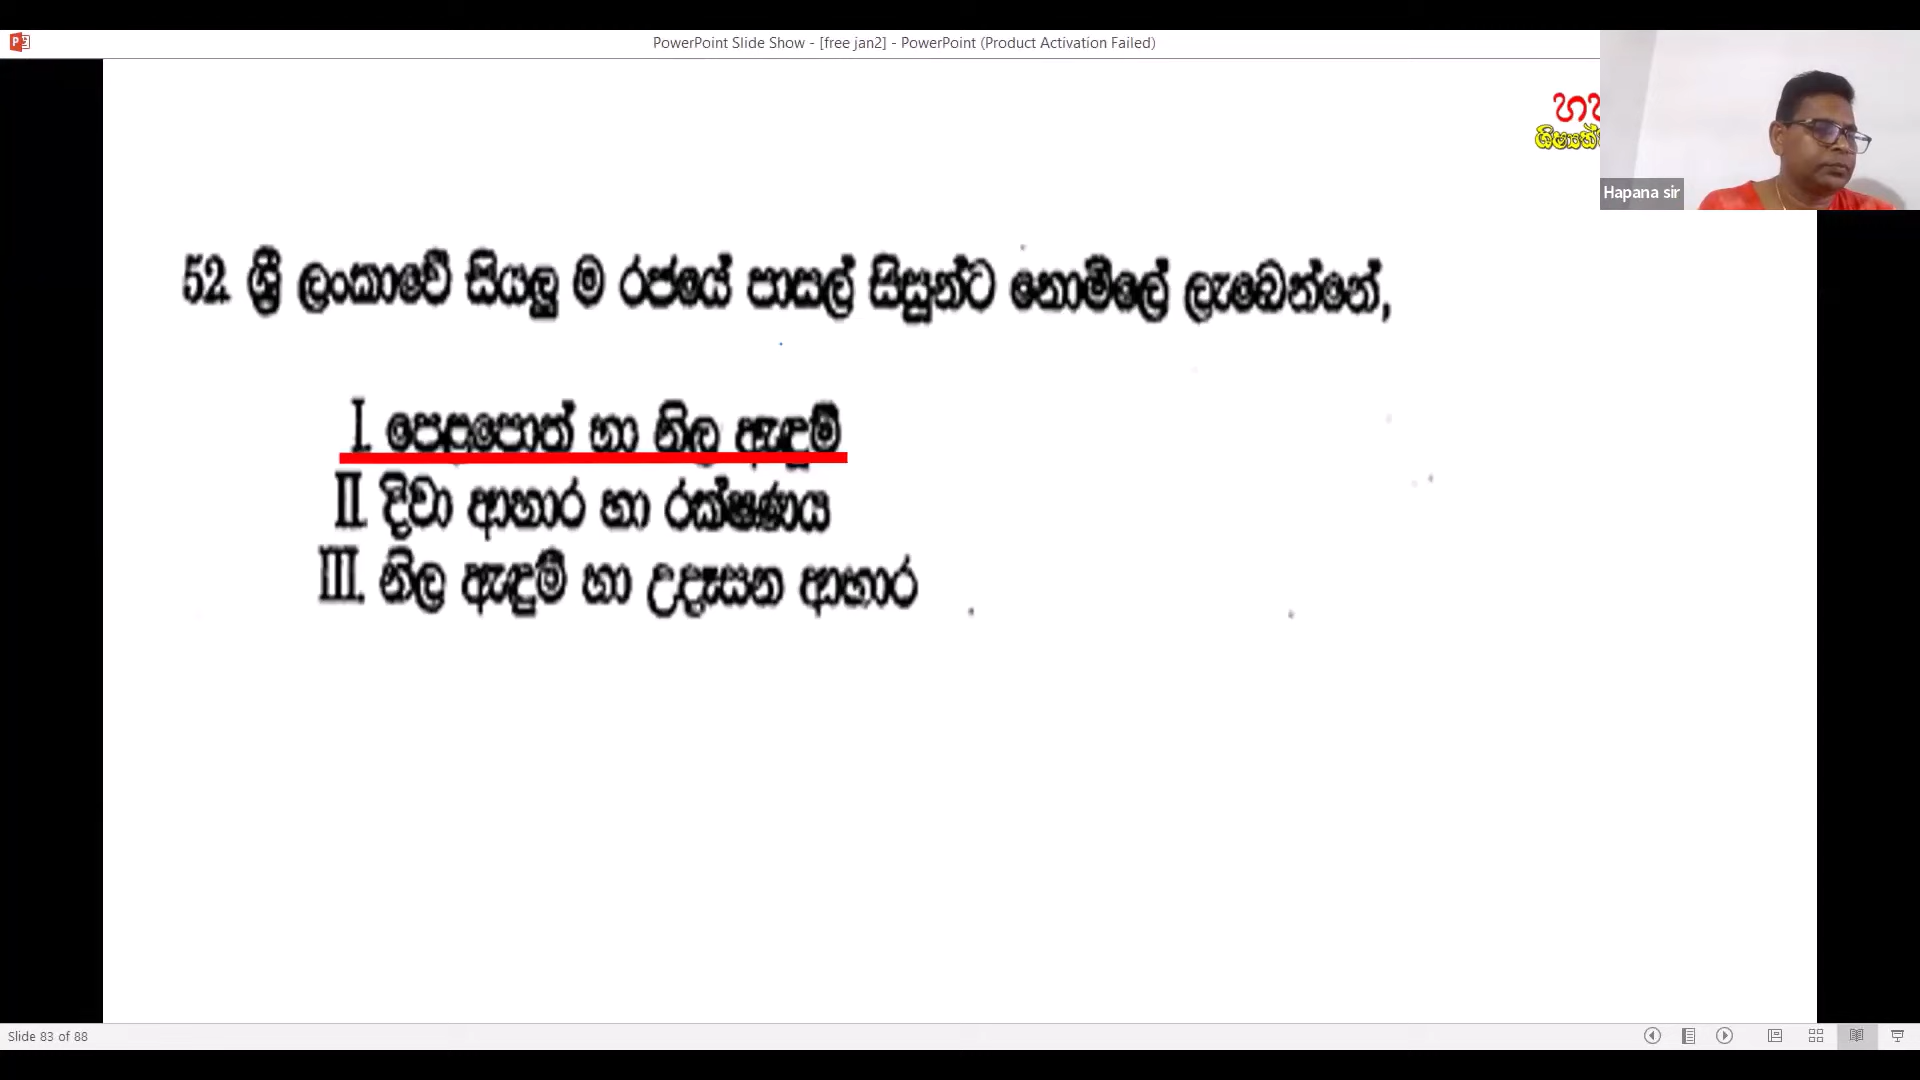 PowerPoint Slide Show - [free jan2] - PowerPoint (Product Activation Failed)
Hapana sir
52. ශ්‍රී ලංකාවේ සියලු ම රජයේ පාසල් සිසුන්ට නොමිලේ ලැබෙන්නේ,
I. පෙළපොත් හා නිල ඇඳුම්
II. දිවා ආහාර හා රක්ෂණය
III. නිල ඇඳුම් හා උදෑසන ආහාර
Slide 83 of 88